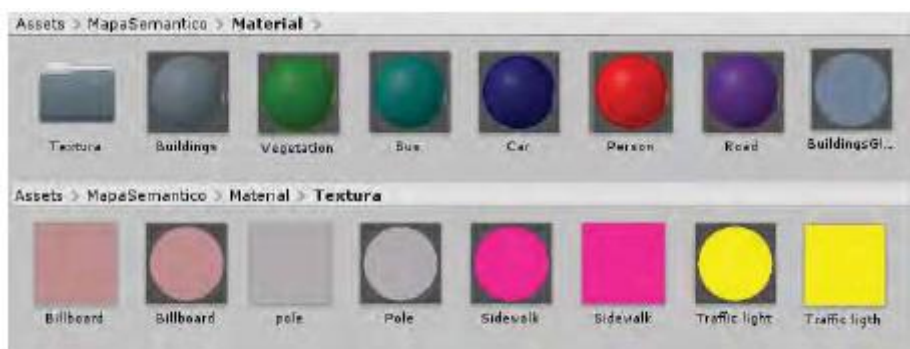 Assets > MapaSemantico > Material >
Textura Buildings Vegetation Bus Car Person Road BuildingsGl...
Assets > MapaSemantico > Material > Textura
Billboard Billboard pole Pole Sidewalk Sidewalk Traffic light Traffic ligth